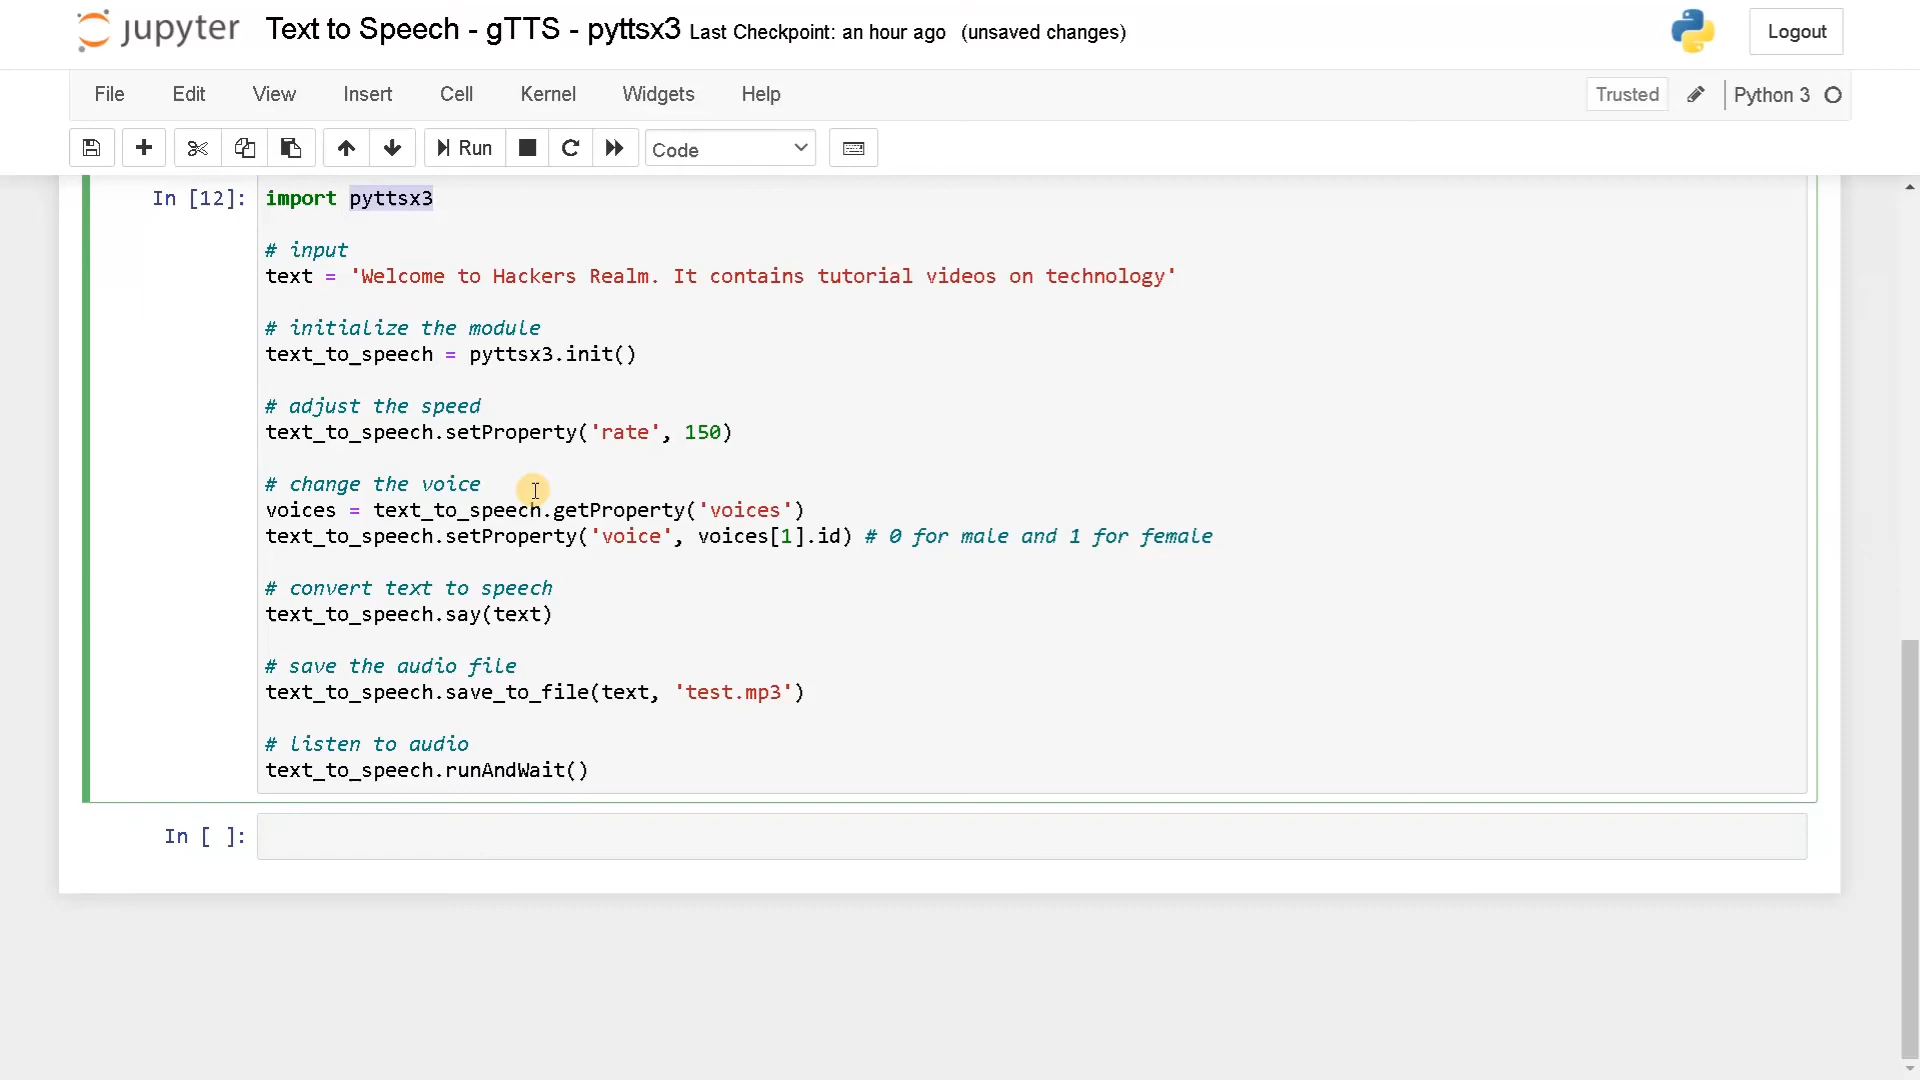 jupyter Text to Speech - gTTS - pyttsx3 Last Checkpoint: an hour ago (unsaved changes) Logout
File Edit View Insert Cell Kernel Widgets Help Trusted Python 3
Run Code
In [12]: import pyttsx3
# input
text = 'Welcome to Hackers Realm. It contains tutorial videos on technology'
# initialize the module
text_to_speech = pyttsx3.init()
# adjust the speed
text_to_speech.setProperty('rate', 150)
# change the voice
voices = text_to_speech.getProperty('voices')
text_to_speech.setProperty('voice', voices[1].id) # 0 for male and 1 for female
# convert text to speech
text_to_speech.say(text)
# save the audio file
text_to_speech.save_to_file(text, 'test.mp3')
# listen to audio
text_to_speech.runAndWait()
In [ ]: